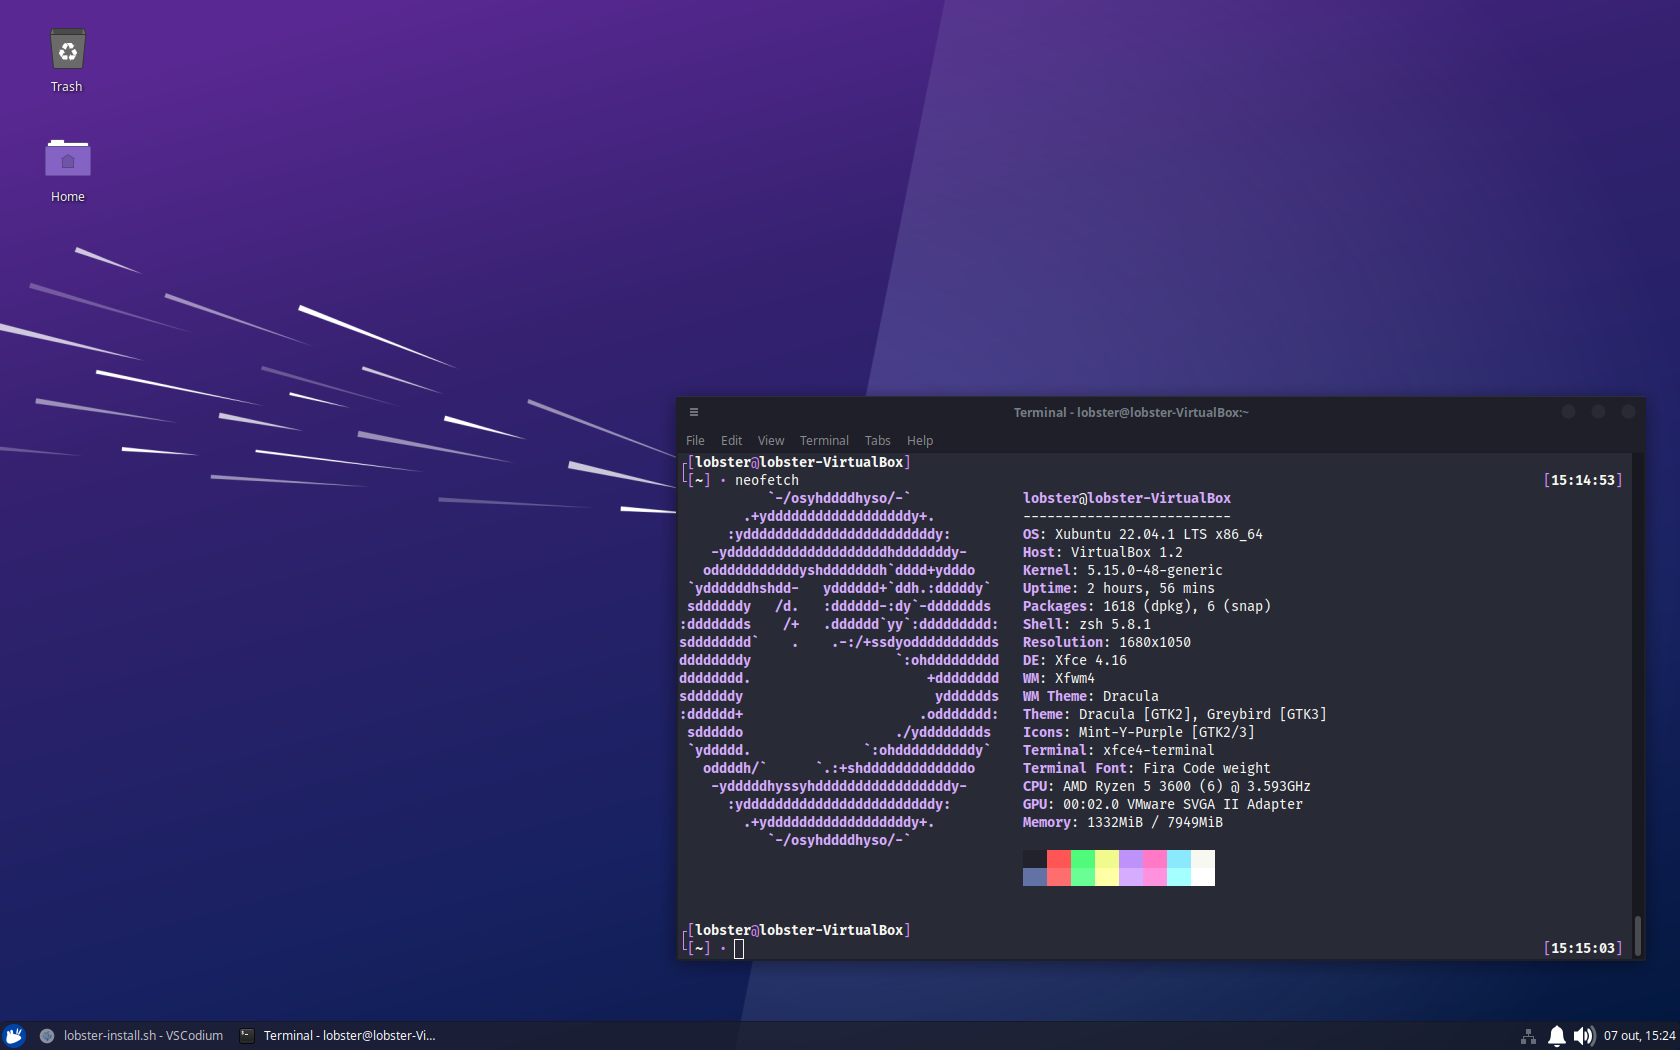 Trash
Home
Terminal - lobster@lobster-VirtualBox:~
File Edit View Terminal Tabs Help
┌[lobster@lobster-VirtualBox]
└[~] · neofetch [15:14:53]
`-/osyhddddhyso/-` lobster@lobster-VirtualBox
.+yddddddddddddddddddy+. --------------------------
:yddddddddddddddddddddddddy: OS: Xubuntu 22.04.1 LTS x86_64
-yddddddddddddddddddddhdddddddy- Host: VirtualBox 1.2
odddddddddddyshdddddddh`dddd+ydddo Kernel: 5.15.0-48-generic
`yddddddhshdd- ydddddd+`ddh.:dddddy` Uptime: 2 hours, 56 mins
sddddddy /d. :dddddd-:dy`-ddddddds Packages: 1618 (dpkg), 6 (snap)
:ddddddds /+ .dddddd`yy`:ddddddddd: Shell: zsh 5.8.1
sdddddddd` . .-:/+ssdyodddddddddds Resolution: 1680x1050
ddddddddy `:ohddddddddd DE: Xfce 4.16
dddddddd. +dddddddd WM: Xfwm4
sddddddy ydddddds WM Theme: Dracula
:dddddd+ .oddddddd: Theme: Dracula [GTK2], Greybird [GTK3]
sdddddo ./ydddddddds Icons: Mint-Y-Purple [GTK2/3]
`yddddd. `:ohddddddddddy` Terminal: xfce4-terminal
oddddh/` `.:+shdddddddddddddo Terminal Font: Fira Code weight
-ydddddhyssyhdddddddddddddddddy- CPU: AMD Ryzen 5 3600 (6) @ 3.593GHz
:yddddddddddddddddddddddddy: GPU: 00:02.0 VMware SVGA II Adapter
.+yddddddddddddddddddy+. Memory: 1332MiB / 7949MiB
`-/osyhddddhyso/-`
┌[lobster@lobster-VirtualBox]
└[~] · [15:15:03]
lobster-install.sh - VSCodium Terminal - lobster@lobster-Vi... 07 out, 15:24